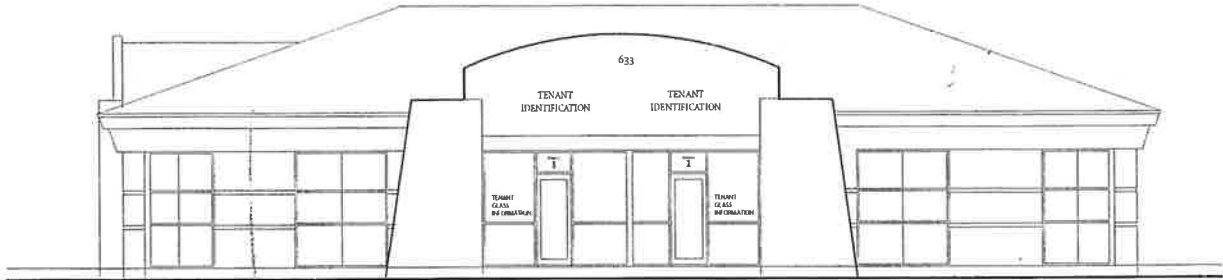 633
TENANT
IDENTIFICATION
TENANT
IDENTIFICATION
1
2
TENANT
GLASS
INFORMATION
TENANT
GLASS
INFORMATION